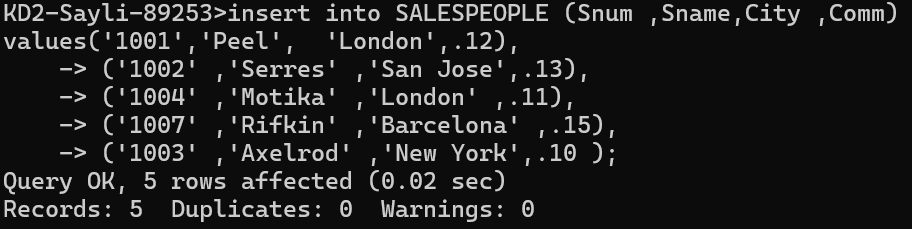 KD2-Sayli-89253>insert into SALESPEOPLE (Snum ,Sname,City ,Comm)
values('1001','Peel',  'London',.12),
    -> ('1002' ,'Serres' ,'San Jose',.13),
    -> ('1004' ,'Motika' ,'London' ,.11),
    -> ('1007' ,'Rifkin' ,'Barcelona' ,.15),
    -> ('1003' ,'Axelrod' ,'New York',.10 );
Query OK, 5 rows affected (0.02 sec)
Records: 5  Duplicates: 0  Warnings: 0